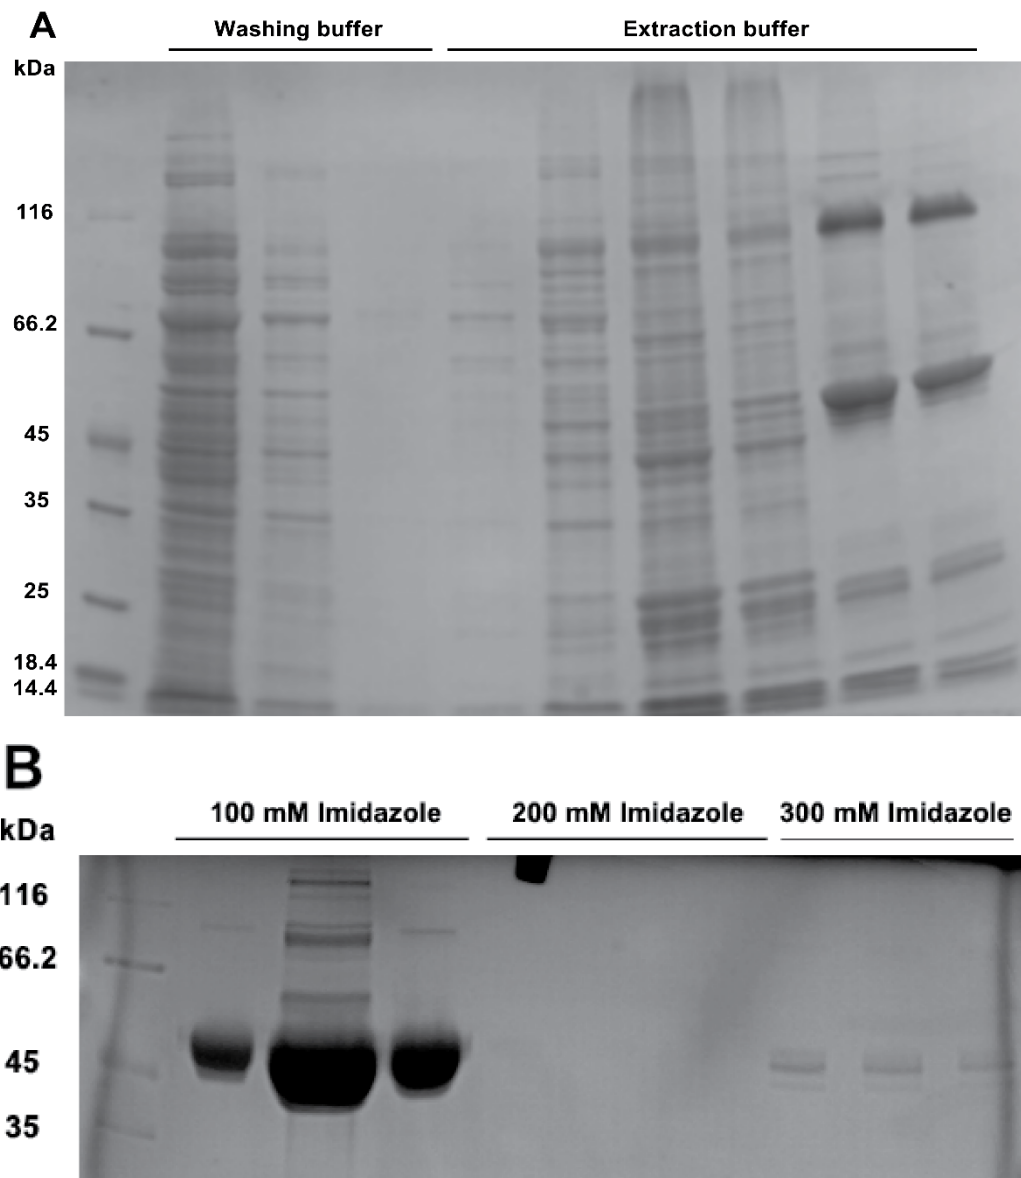 A
Washing buffer
Extraction buffer
kDa
116
66.2
45
35
25
18.4
14.4
B
100 mM Imidazole
200 mM Imidazole
300 mM Imidazole
kDa
116
66.2
45
35